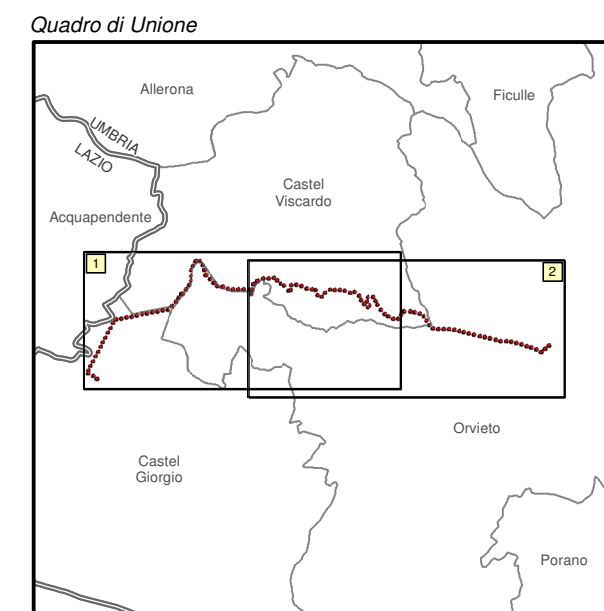 Quadro di Unione
Allerona
Ficulle
UMBRIA
LAZIO
Castel
Viscardo
Acquapendente
1
2
Orvieto
Castel
Giorgio
Porano